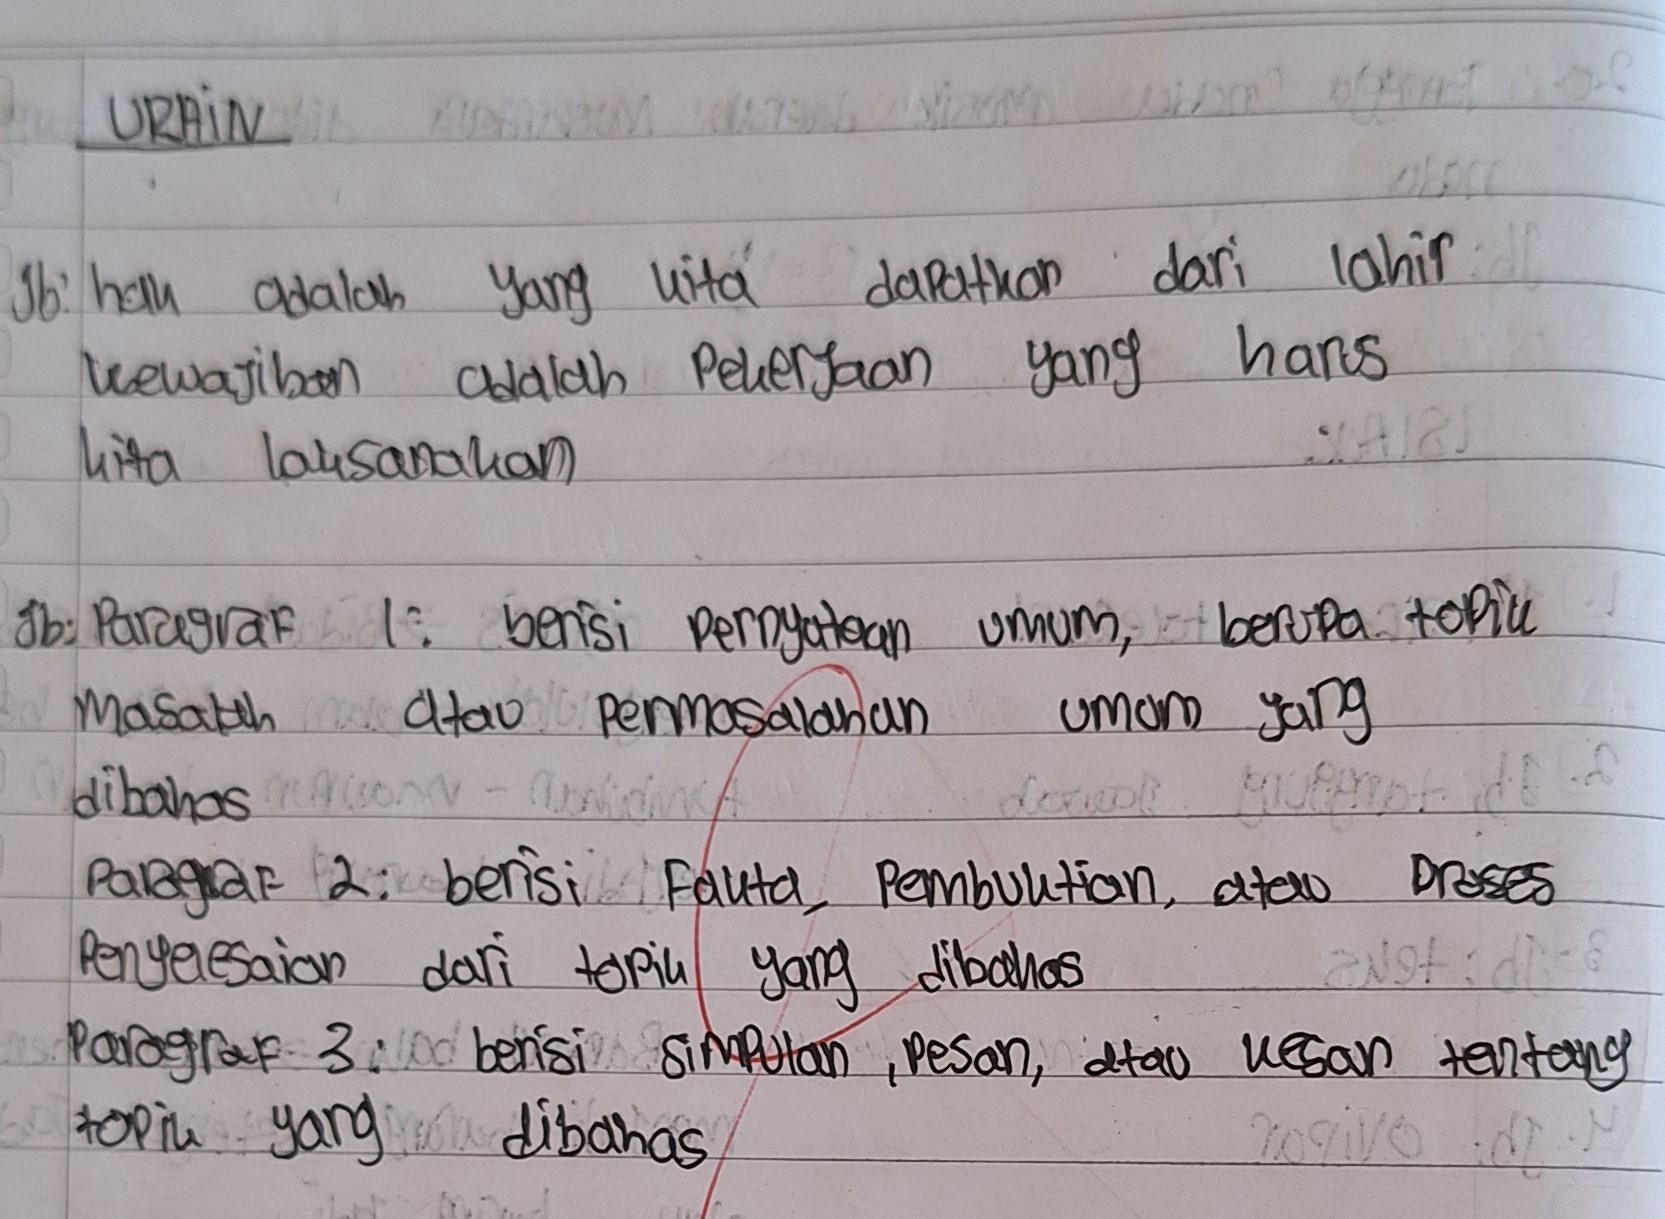 URAIN
Jb: hak adalah yang kita dapatkan dari lahir
kewajiban adalah Pekerjaan yang harus
kita laksanakan
Jb: Paragraf 1: berisi pernyataan umum, berupa topik
masalah atau permasalahan umum yang
dibahas
Paragraf 2: berisi Fakta, Pembuktian, atau proses
Penyelesaian dari topik yang dibahas
Paragraf 3: berisi simpulan, pesan, atau kesan tentang
topik yang dibahas